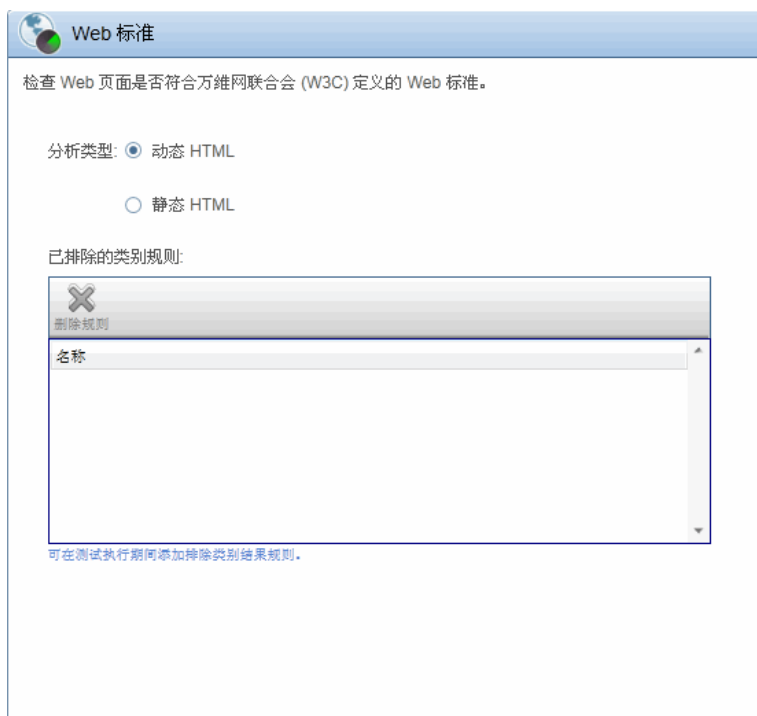 Web 标准
检查 Web 页面是否符合万维网联合会 (W3C) 定义的 Web 标准。
分析类型: 动态 HTML
静态 HTML
已排除的类别规则:
删除规则
名称
可在测试执行期间添加排除类别结果规则。